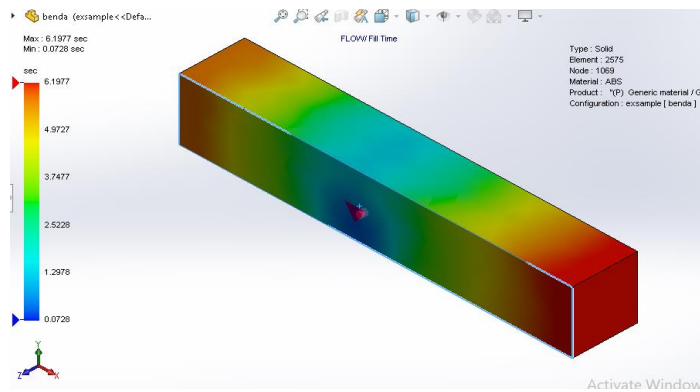 benda (exsample<<Defa...
Max : 6.1977 sec
Min : 0.0728 sec
FLOW/ Fill Time
Type : Solid
Element : 2575
Node : 1069
Material : ABS
Product : "(P) Generic material / G
Configuration : exsample [ benda ]
sec
6.1977
4.9727
3.7477
2.5228
1.2978
0.0728
Y
Z
X
Activate Window